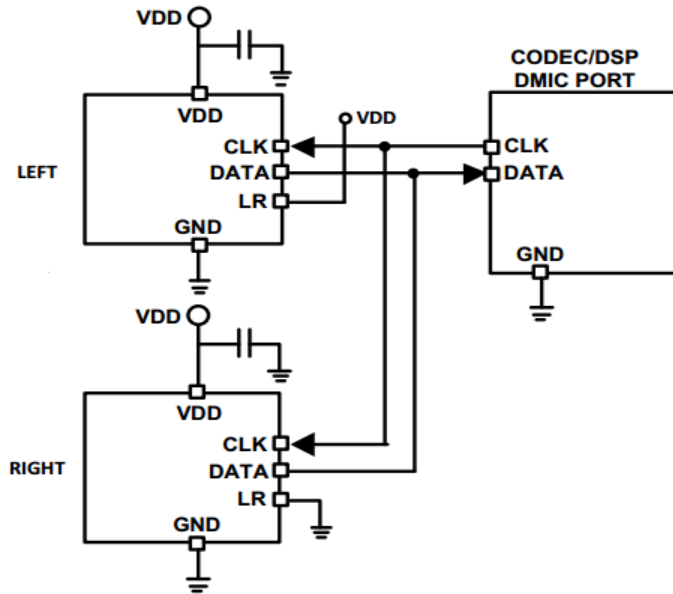 VDD
VDD
LEFT
CLK
DATA
LR
GND
VDD
CODEC/DSP
DMIC PORT
CLK
DATA
GND
VDD
VDD
RIGHT
CLK
DATA
LR
GND